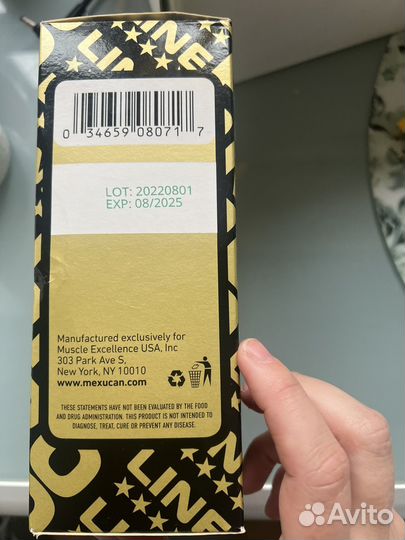 LINE
LINE
0 34659 08071 7
LOT: 20220801
EXP: 08/2025
Manufactured exclusively for
Muscle Excellence USA, Inc
303 Park Ave S,
New York, NY 10010
www.mexucan.com
THESE STATEMENTS HAVE NOT BEEN EVALUATED BY THE FOOD
AND DRUG ADMINISTRATION. THIS PRODUCT IS NOT INTENDED TO
DIAGNOSE, TREAT, CURE OR PREVENT ANY DISEASE.
LINE
LINE
Avito